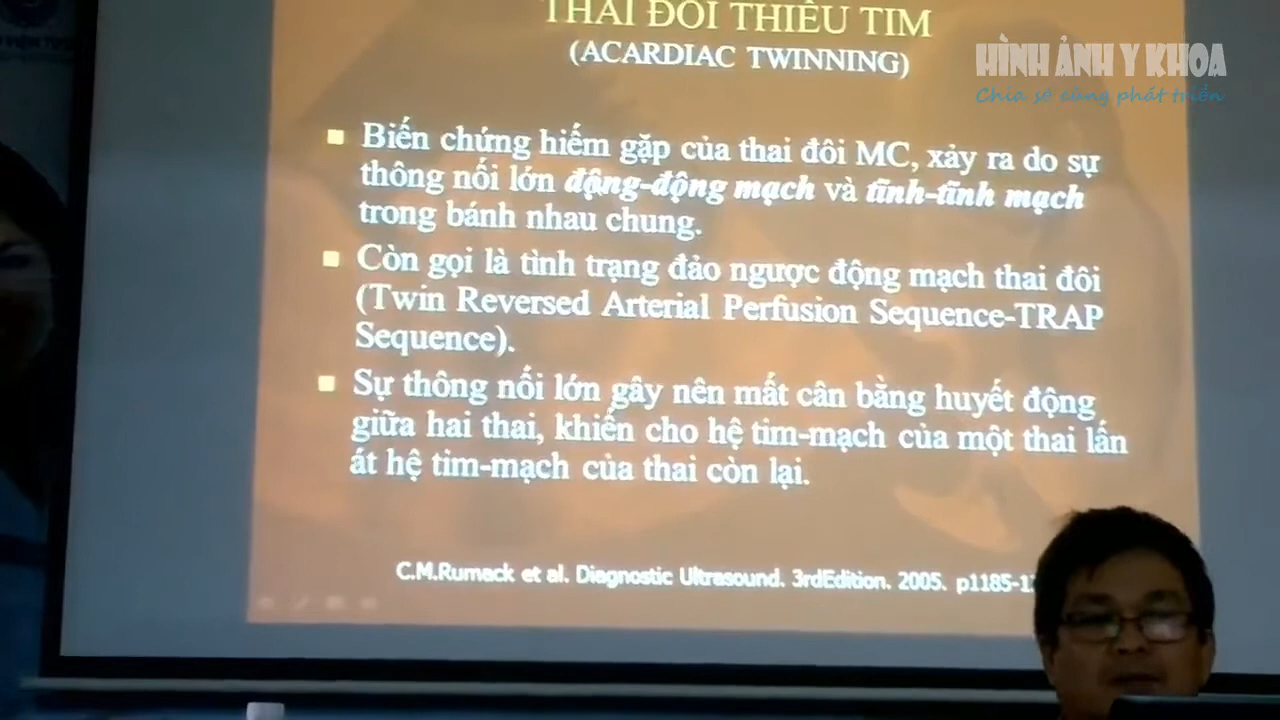 THAI ĐÔI THIẾU TIM
(ACARDIAC TWINNING)
HÌNH ẢNH Y KHOA
Chia sẻ cùng phát triển
Biến chứng hiếm gặp của thai đôi MC, xảy ra do sự
thông nối lớn động-động mạch và tĩnh-tĩnh mạch
trong bánh nhau chung.
Còn gọi là tình trạng đảo ngược động mạch thai đôi
(Twin Reversed Arterial Perfusion Sequence-TRAP
Sequence).
Sự thông nối lớn gây nên mất cân bằng huyết động
giữa hai thai, khiến cho hệ tim-mạch của một thai lấn
át hệ tim-mạch của thai còn lại.
C.M.Rumack et al. Diagnostic Ultrasound. 3rdEdition. 2005. p1185-